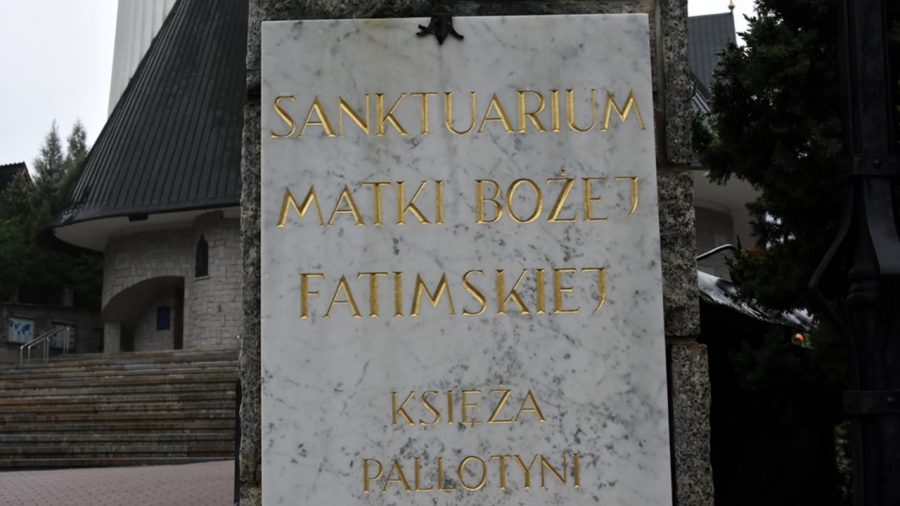 SANKTUARIUM
MATKI BOŻEJ
FATIMSKIEJ
KSIĘŻA
PALLOTYNI